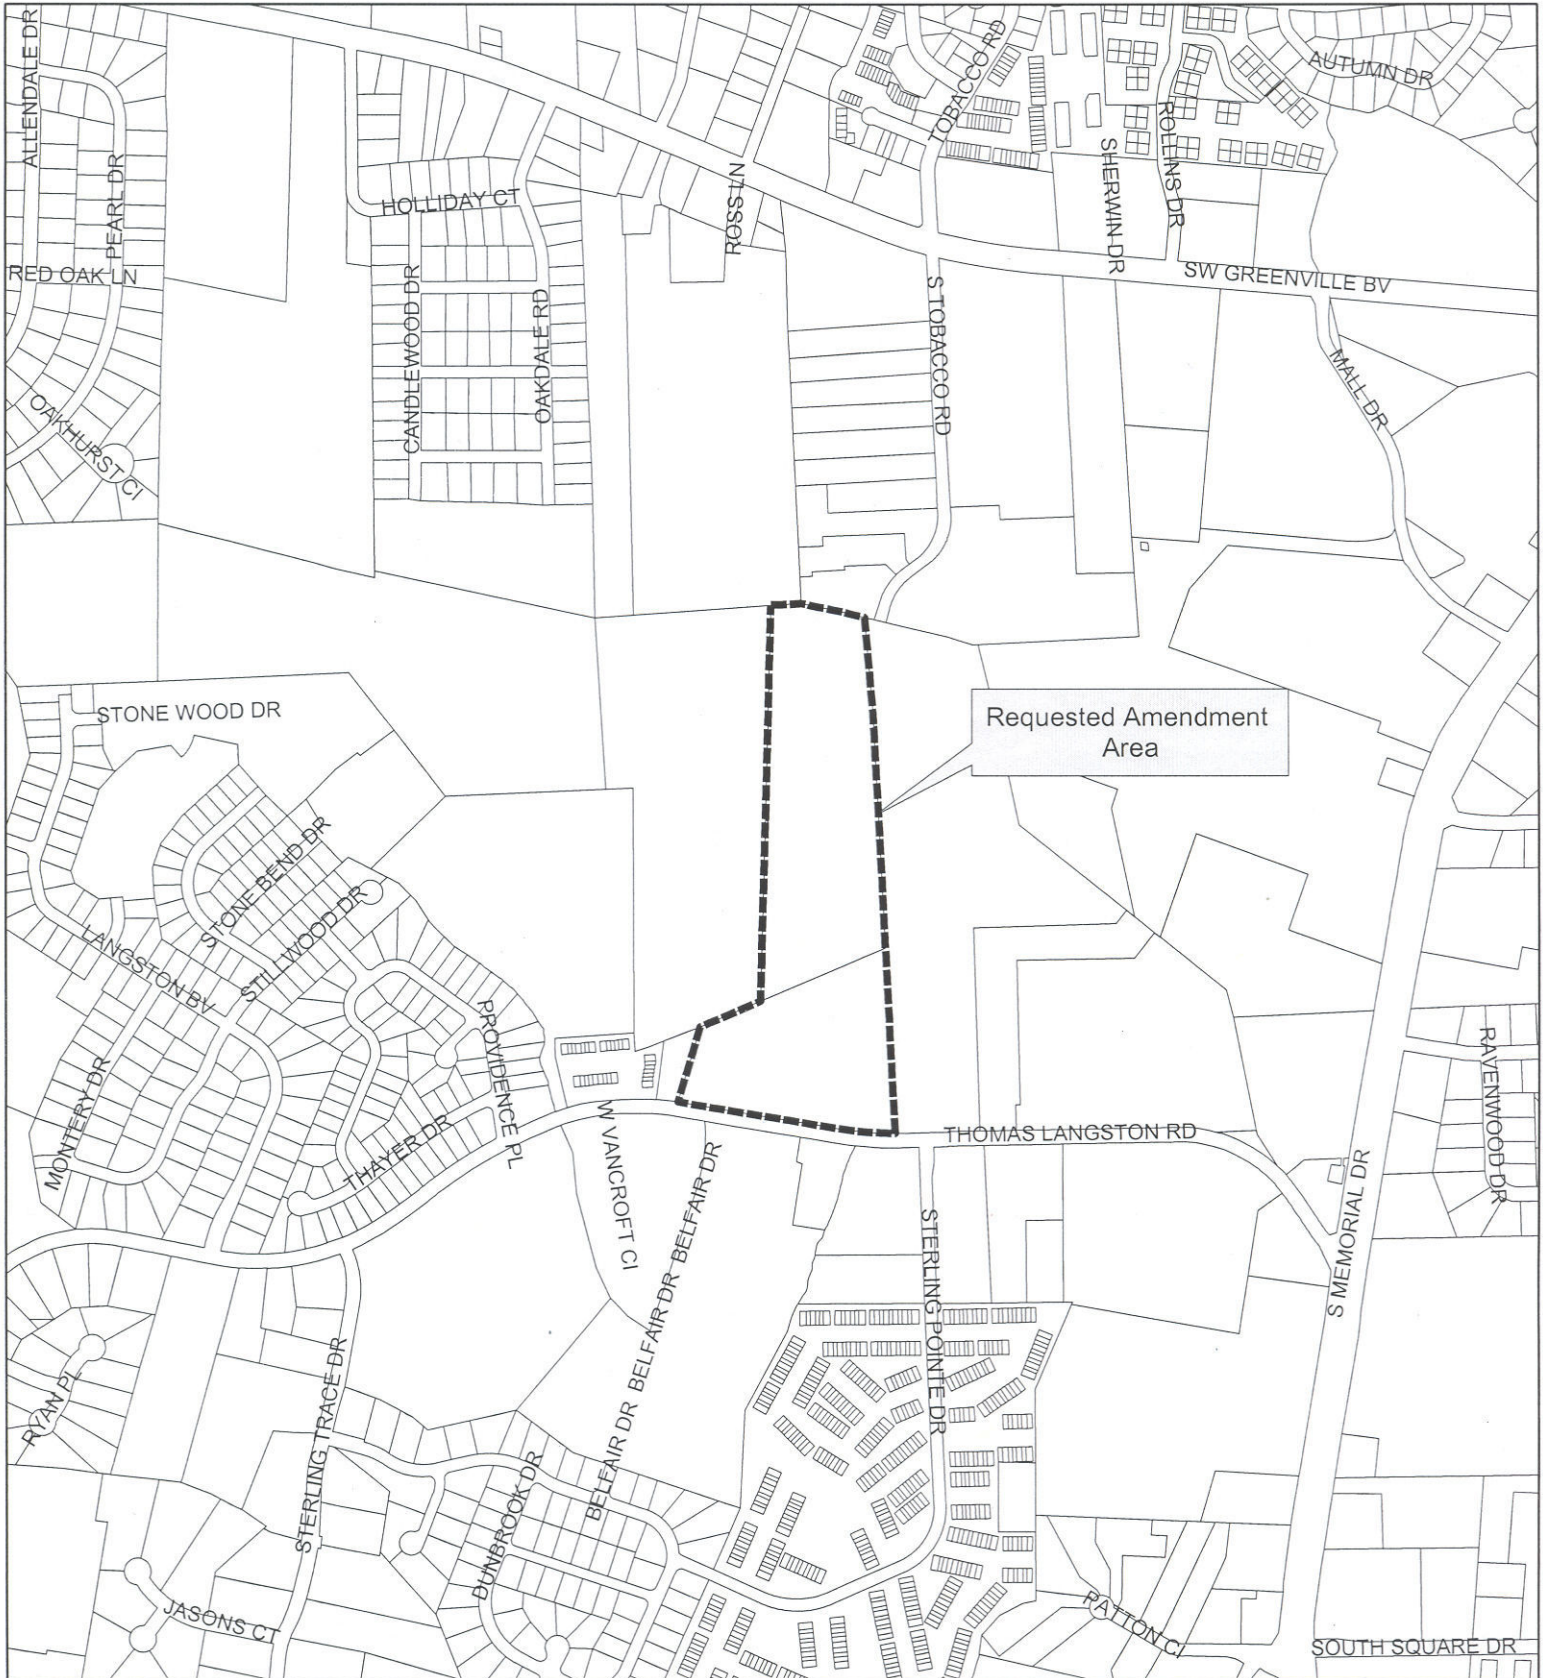 ALLENDALE DR
PEARL DR
RED OAK LN
OAKHURST CI
HOLLIDAY CT
CANDLEWOOD DR
OAKDALE RD
ROSS LN
TOBACCO RD
S TOBACCO RD
SHERWIN DR
ROLLINS DR
AUTUMN DR
SW GREENVILLE BV
MALL DR
STONE WOOD DR
Requested Amendment
Area
STONE BEND DR
STILL WOOD DR
LANGSTON BV
MONTERY DR
PROVIDENCE PL
THAYER DR
W VANCROFT CI
BELFAIR DR
BELFAIR DR
BELFAIR DR
THOMAS LANGSTON RD
STERLING POINTE DR
S MEMORIAL DR
RAVENWOOD DR
RYAN PL
STERLING TRACE DR
DUNBROOK DR
JASONS CT
PATTON CI
SOUTH SQUARE DR